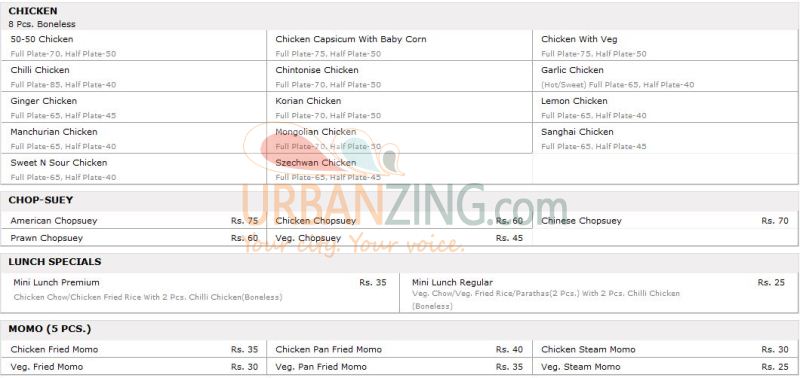 CHICKEN
8 Pcs. Boneless
50-50 Chicken
Full Plate-70, Half Plate-50
Chicken Capsicum With Baby Corn
Full Plate-75, Half Plate-50
Chicken With Veg
Full Plate-75, Half Plate-50
Chilli Chicken
Full Plate-85, Half Plate-40
Chintonise Chicken
Full Plate-70, Half Plate-50
Garlic Chicken
(Hot/Sweet) Full Plate-65, Half Plate-40
Ginger Chicken
Full Plate-65, Half Plate-45
Korian Chicken
Full Plate-70, Half Plate-50
Lemon Chicken
Full Plate-65, Half Plate-40
Manchurian Chicken
Full Plate-65, Half Plate-40
Mongolian Chicken
Full Plate-70, Half Plate-50
Sanghai Chicken
Full Plate-65, Half Plate-45
Sweet N Sour Chicken
Full Plate-65, Half Plate-40
Szechwan Chicken
Full Plate-65, Half Plate-45
URBANZING.com
Your city. Your voice.
CHOP-SUEY
American Chopsuey Rs. 75
Chicken Chopsuey Rs. 60
Chinese Chopsuey Rs. 70
Prawn Chopsuey Rs. 60
Veg. Chopsuey Rs. 45
LUNCH SPECIALS
Mini Lunch Premium Rs. 35
Chicken Chow/Chicken Fried Rice With 2 Pcs. Chilli Chicken(Boneless)
Mini Lunch Regular Rs. 25
Veg. Chow/Veg. Fried Rice/Parathas(2 Pcs.) With 2 Pcs. Chilli Chicken
(Boneless)
MOMO (5 PCS.)
Chicken Fried Momo Rs. 35
Chicken Pan Fried Momo Rs. 40
Chicken Steam Momo Rs. 30
Veg. Fried Momo Rs. 30
Veg. Pan Fried Momo Rs. 35
Veg. Steam Momo Rs. 25